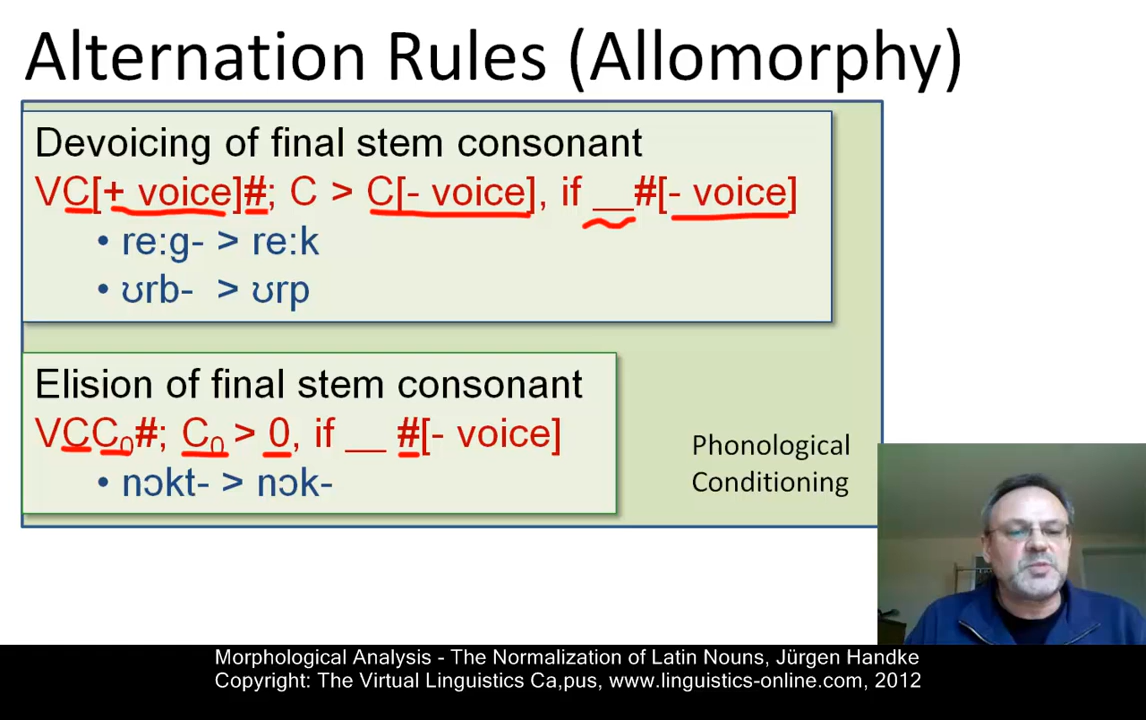 Alternation Rules (Allomorphy)
Devoicing of final stem consonant
VC[+ voice]#; C > C[- voice], if __#[- voice]
• re:g- > re:k
• ʊrb- > ʊrp
Elision of final stem consonant
VCC₀#; C₀ > 0, if __ #[- voice]
• nɔkt- > nɔk-
Phonological
Conditioning
Morphological Analysis - The Normalization of Latin Nouns, Jürgen Handke
Copyright: The Virtual Linguistics Ca,pus, www.linguistics-online.com, 2012